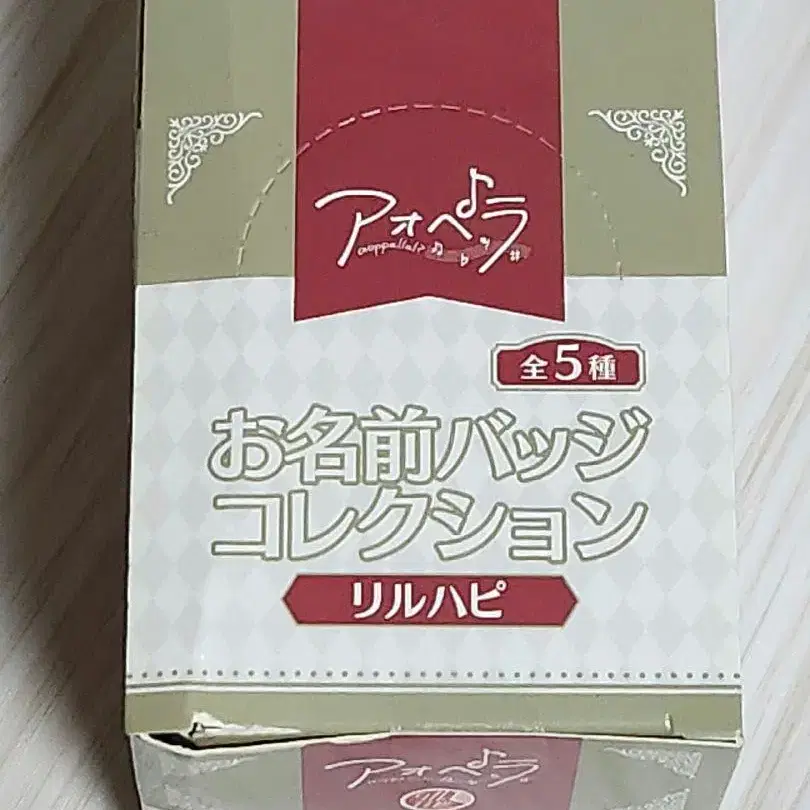 アオペラ
aoppella!?
全5種
お名前バッジ
コレクション
リルハピ
アオペラ